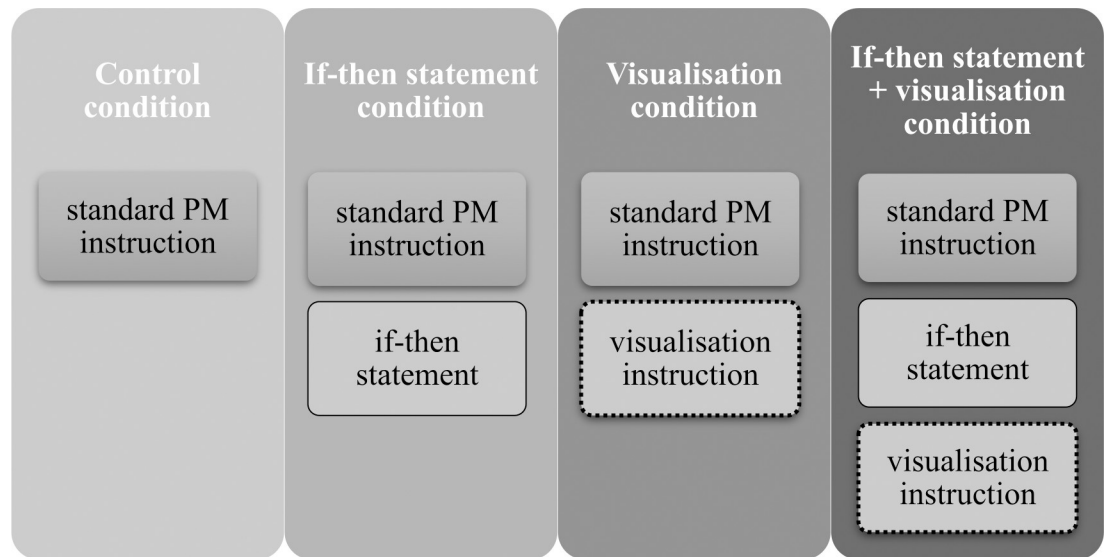 Control
condition
standard PM
instruction
If-then statement
condition
standard PM
instruction
if-then
statement
Visualisation
condition
standard PM
instruction
visualisation
instruction
If-then statement
+ visualisation
condition
standard PM
instruction
if-then
statement
visualisation
instruction